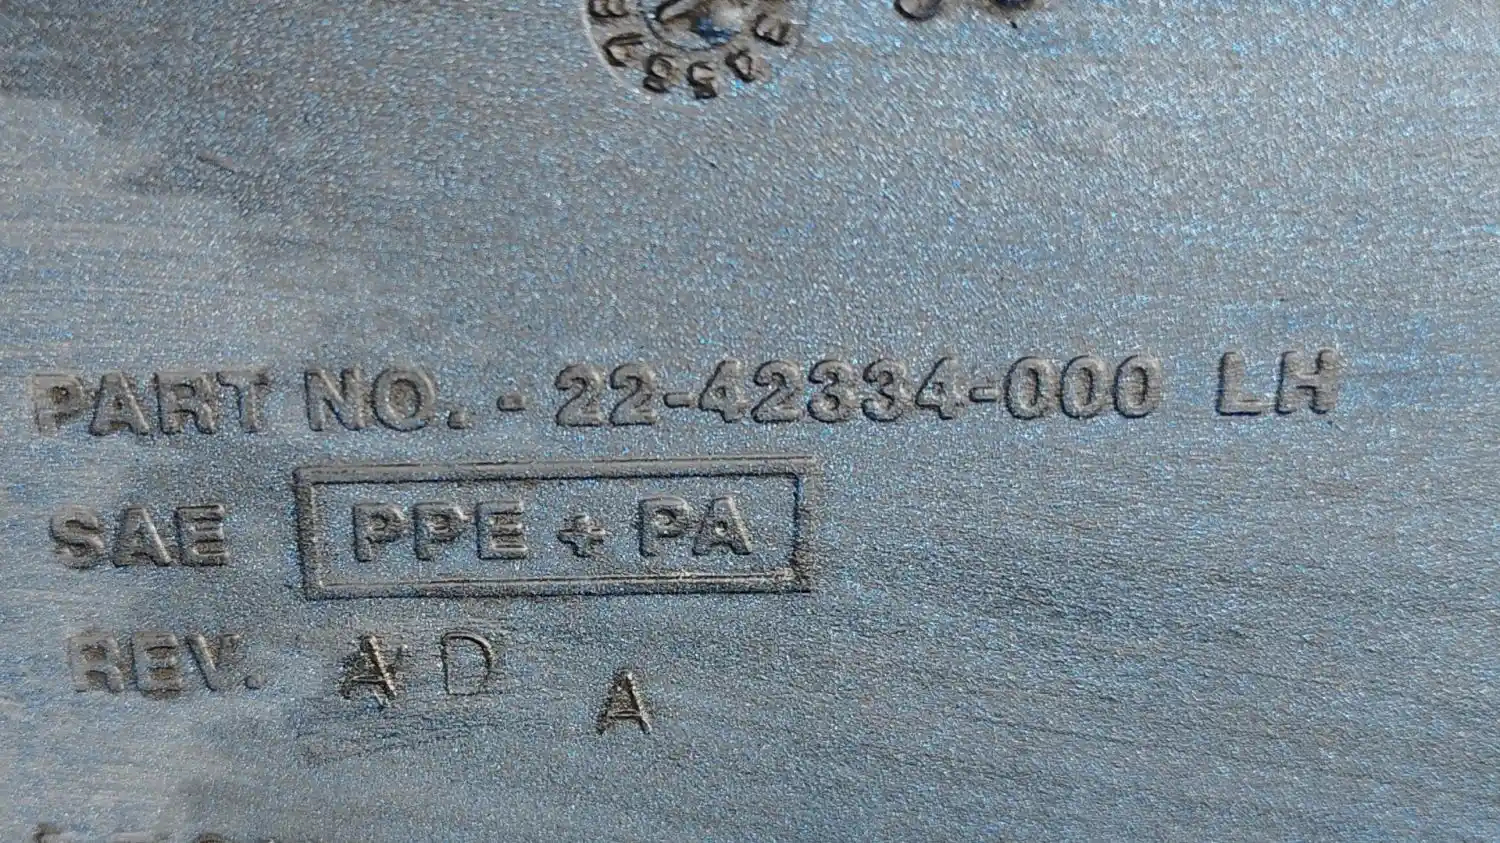 PART NO. - 22-42334-000 LH
SAE PPE + PA
REV. A D
A